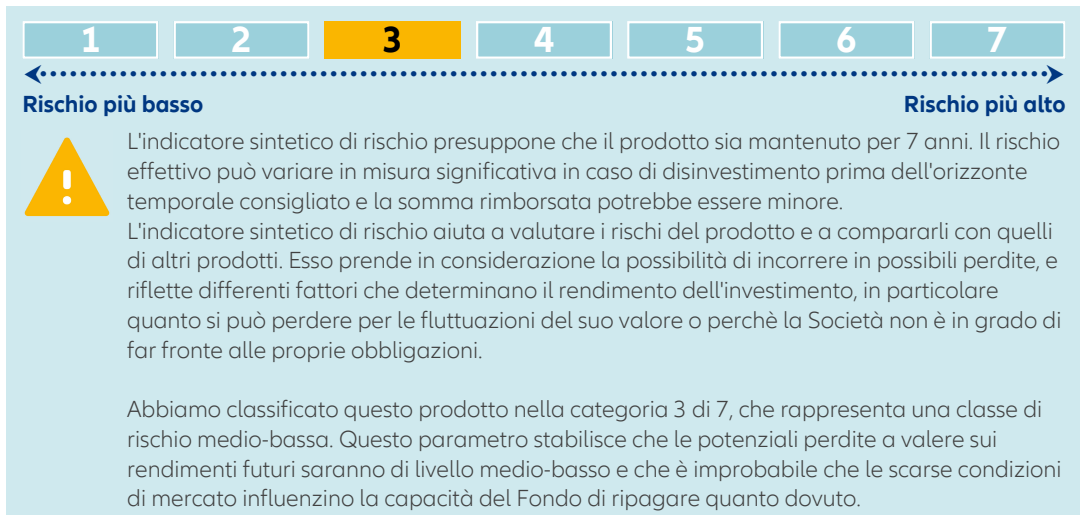 1 2 3 4 5 6 7
Rischio più basso Rischio più alto
L'indicatore sintetico di rischio presuppone che il prodotto sia mantenuto per 7 anni. Il rischio
effettivo può variare in misura significativa in caso di disinvestimento prima dell'orizzonte
temporale consigliato e la somma rimborsata potrebbe essere minore.
L'indicatore sintetico di rischio aiuta a valutare i rischi del prodotto e a compararli con quelli
di altri prodotti. Esso prende in considerazione la possibilità di incorrere in possibili perdite, e
riflette differenti fattori che determinano il rendimento dell'investimento, in particolare
quanto si può perdere per le fluttuazioni del suo valore o perchè la Società non è in grado di
far fronte alle proprie obbligazioni.
Abbiamo classificato questo prodotto nella categoria 3 di 7, che rappresenta una classe di
rischio medio-bassa. Questo parametro stabilisce che le potenziali perdite a valere sui
rendimenti futuri saranno di livello medio-basso e che è improbabile che le scarse condizioni
di mercato influenzino la capacità del Fondo di ripagare quanto dovuto.